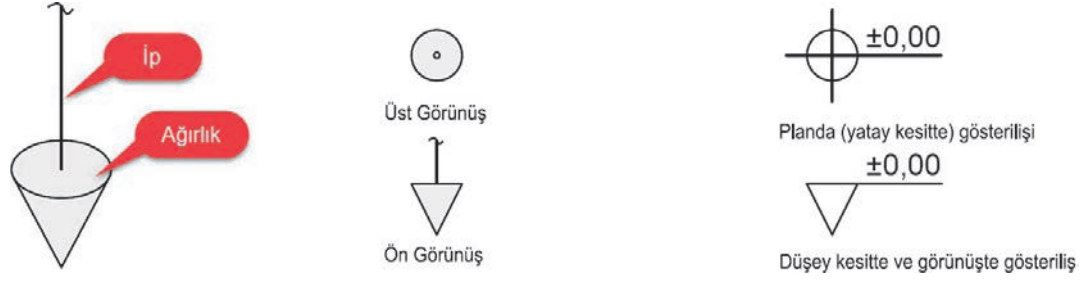 İp
Ağırlık
Üst Görünüş
Ön Görünüş
±0,00
Planda (yatay kesitte) gösterilişi
±0,00
Düşey kesitte ve görünüşte gösteriliş